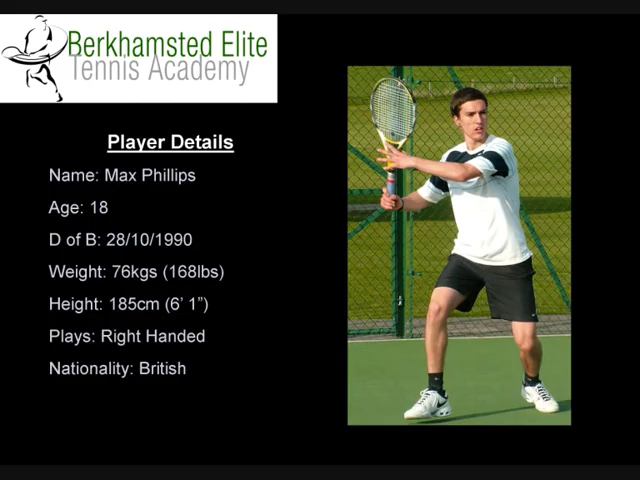 Berkhamsted Elite
Tennis Academy
Player Details
Name: Max Phillips
Age: 18
D of B: 28/10/1990
Weight: 76kgs (168lbs)
Height: 185cm (6’ 1”)
Plays: Right Handed
Nationality: British